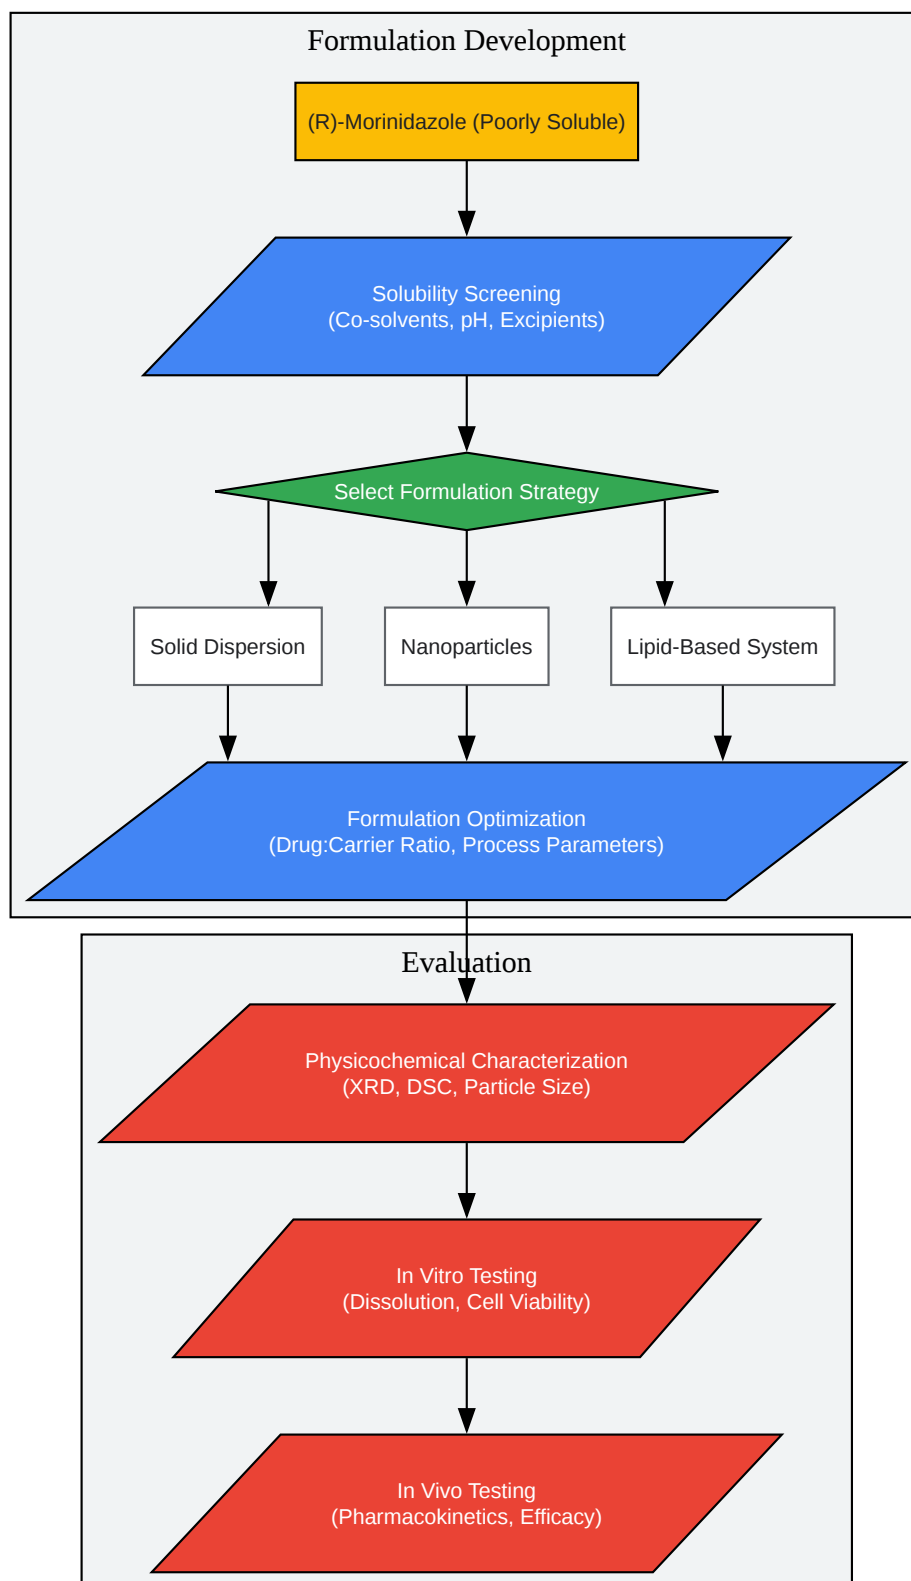 Formulation Development
(R)-Morinidazole (Poorly Soluble)
Solubility Screening
(Co-solvents, pH, Excipients)
Select Formulation Strategy
Solid Dispersion
Nanoparticles
Lipid-Based System
Formulation Optimization
(Drug:Carrier Ratio, Process Parameters)
Evaluation
Physicochemical Characterization
(XRD, DSC, Particle Size)
In Vitro Testing
(Dissolution, Cell Viability)
In Vivo Testing
(Pharmacokinetics, Efficacy)